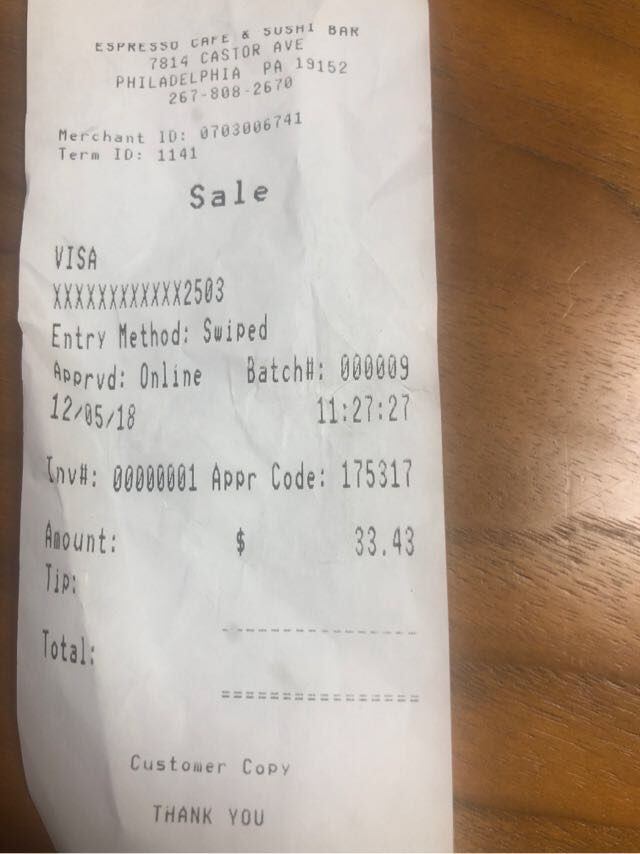 ESPRESSO CAFE & SUSHI BAR
7814 CASTOR AVE
PHILADELPHIA PA 19152
267-808-2670
Merchant ID: 0703006741
Term ID: 1141
Sale
VISA
XXXXXXXXXXXX2503
Entry Method: Swiped
Apprvd: Online Batch#: 000009
12/05/18 11:27:27
Inv#: 00000001 Appr Code: 175317
Amount: $ 33.43
Tip:
Total:
Customer Copy
THANK YOU